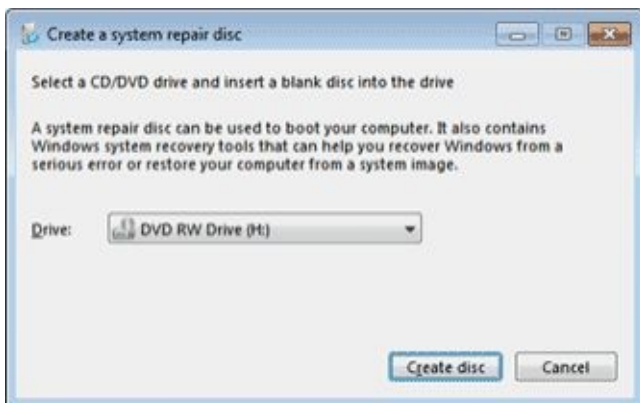 Create a system repair disc
Select a CD/DVD drive and insert a blank disc into the drive
A system repair disc can be used to boot your computer. It also contains
Windows system recovery tools that can help you recover Windows from a
serious error or restore your computer from a system image.
Drive: DVD RW Drive (H:)
Create disc Cancel